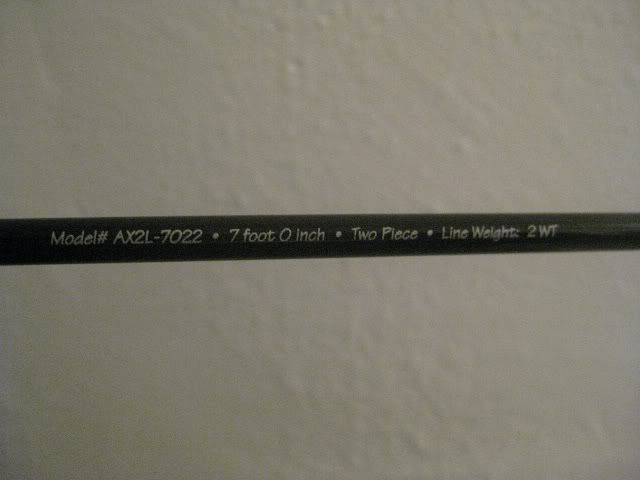 Model# AX2L-7022 • 7 foot 0 inch • Two Piece • Line Weight: 2 WT